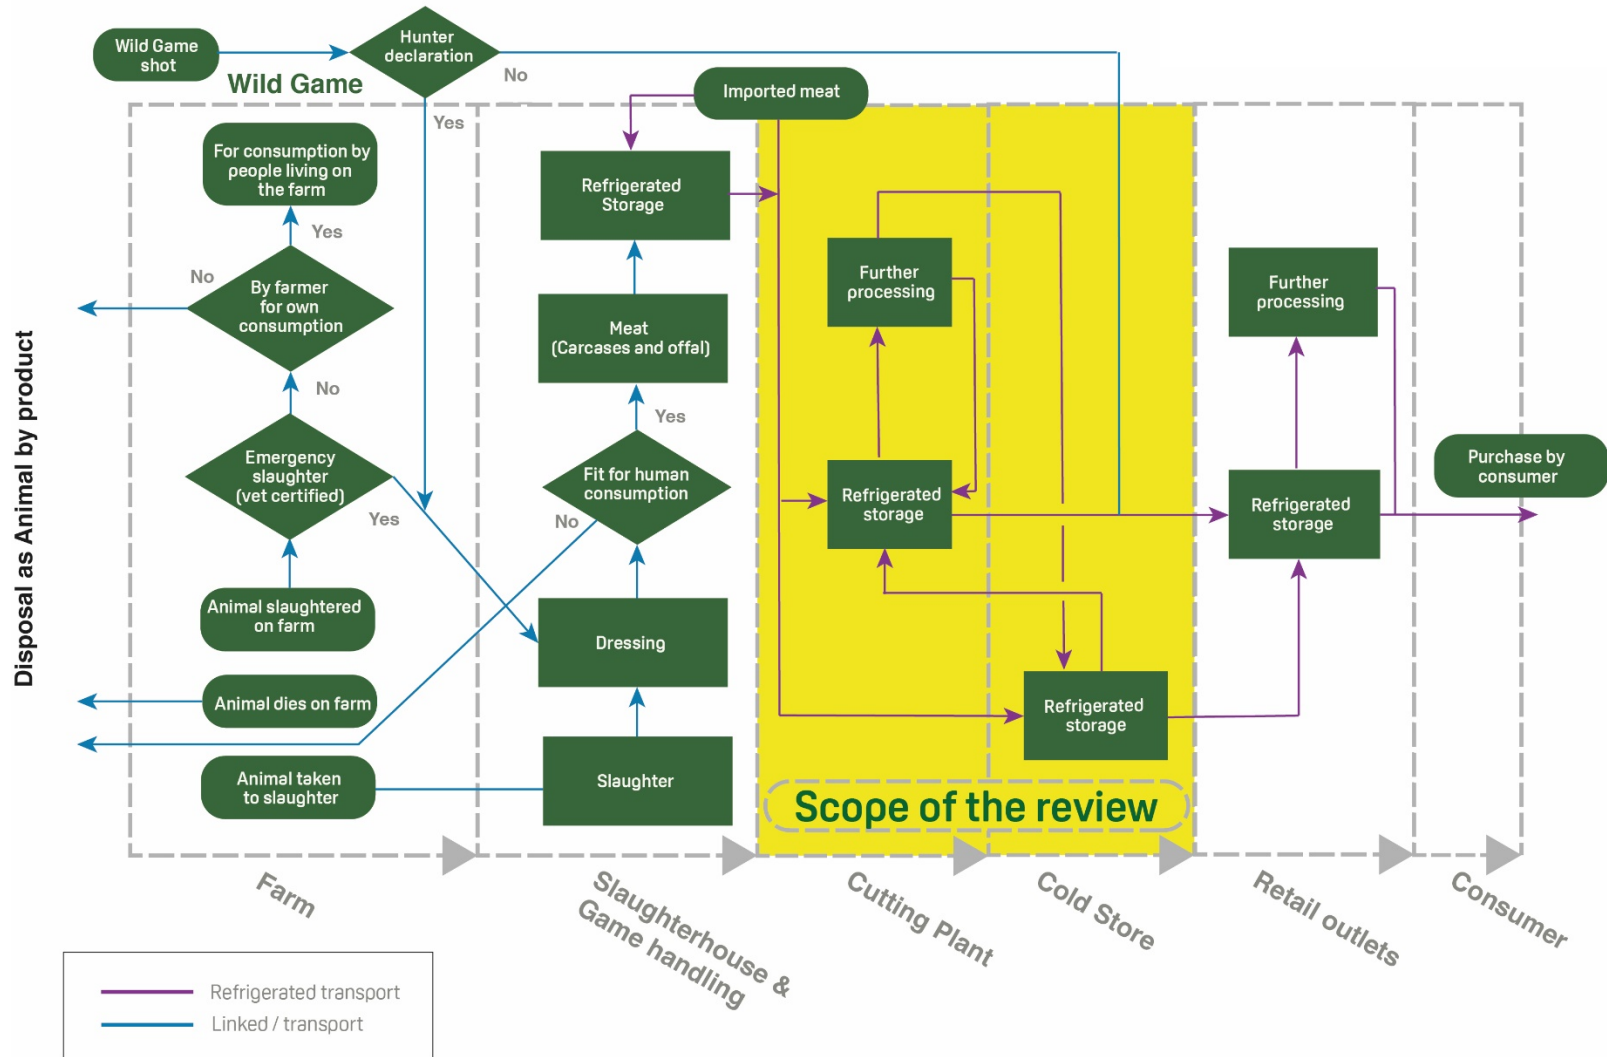 Wild Game
shot
Hunter
declaration
No
Yes
Wild Game
Imported meat
For consumption by
people living on
the farm
Yes
No
By farmer
for own
consumption
No
Emergency
slaughter
(vet certified)
Yes
Animal slaughtered
on farm
Animal dies on farm
Animal taken
to slaughter
Disposal as Animal by product
Refrigerated
Storage
Meat
(Carcases and offal)
Yes
Fit for human
consumption
No
Dressing
Slaughter
Further
processing
Refrigerated
storage
Refrigerated
storage
Scope of the review
Further
processing
Refrigerated
storage
Purchase by
consumer
Farm
Slaughterhouse &
Game handling
Cutting Plant
Cold Store
Retail outlets
Consumer
Refrigerated transport
Linked / transport